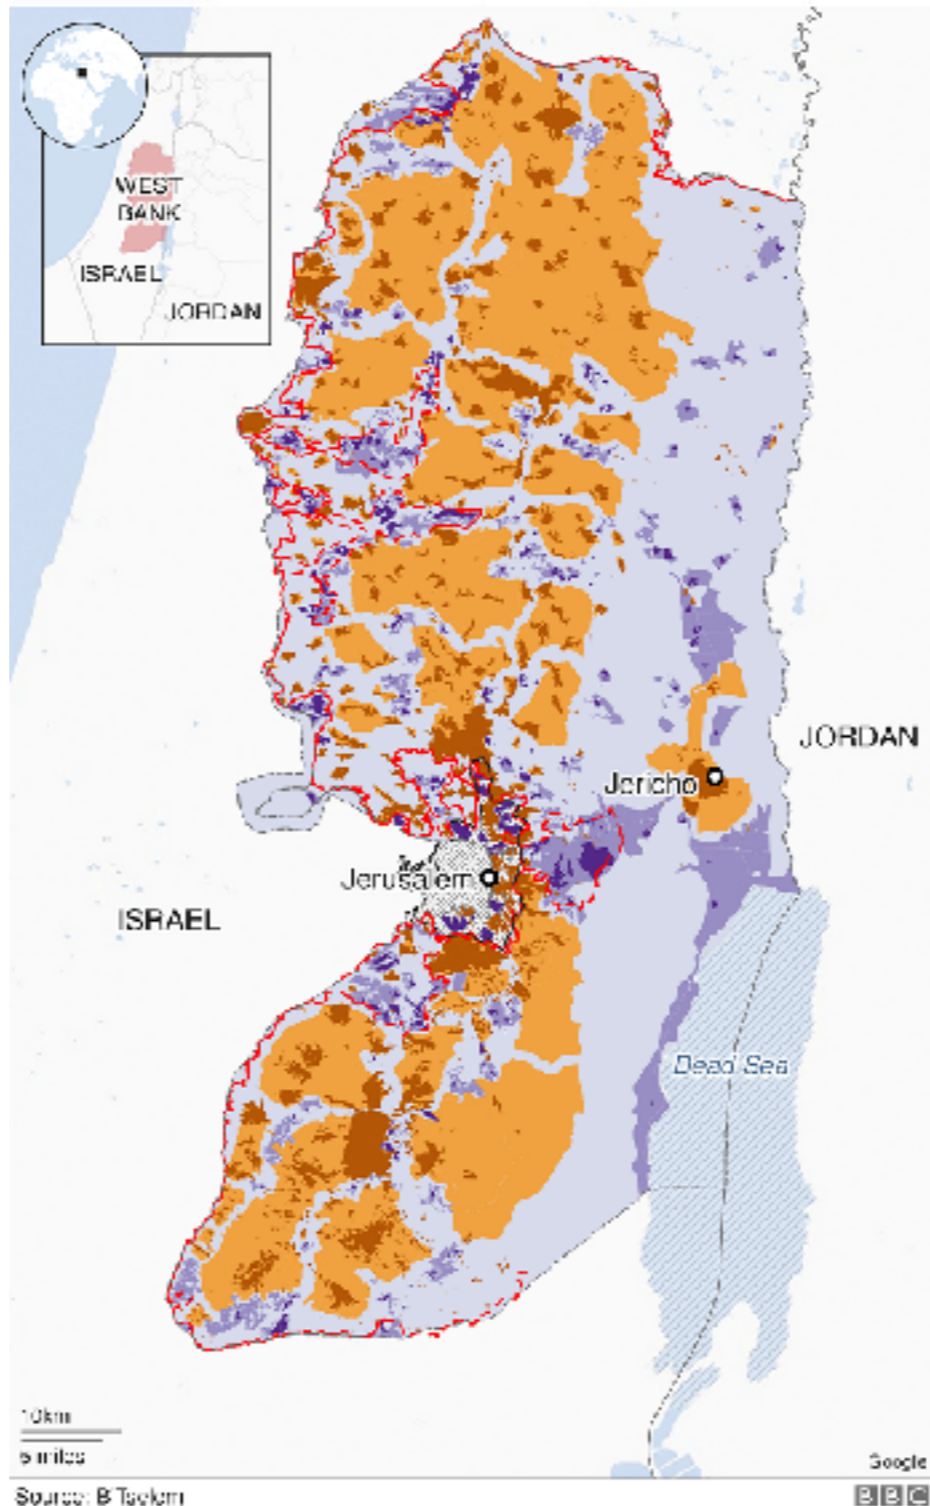 WEST
BANK
ISRAEL
JORDAN
JORDAN
Jericho
Jerusalem
ISRAEL
Dead Sea
10km
5 miles
Google
Source: B'Tselem
BBC